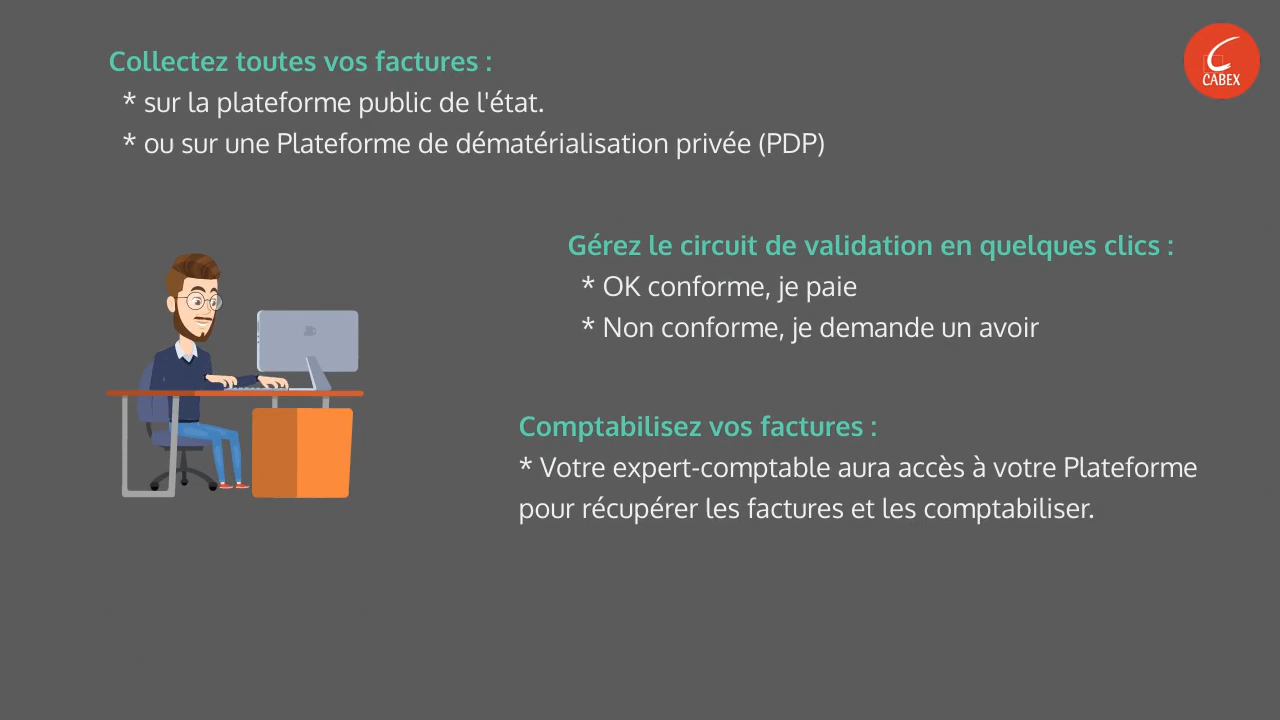 Collectez toutes vos factures :
* sur la plateforme public de l'état.
* ou sur une Plateforme de dématérialisation privée (PDP)
CABEX
Gérez le circuit de validation en quelques clics :
* OK conforme, je paie
* Non conforme, je demande un avoir
Comptabilisez vos factures :
* Votre expert-comptable aura accès à votre Plateforme
pour récupérer les factures et les comptabiliser.